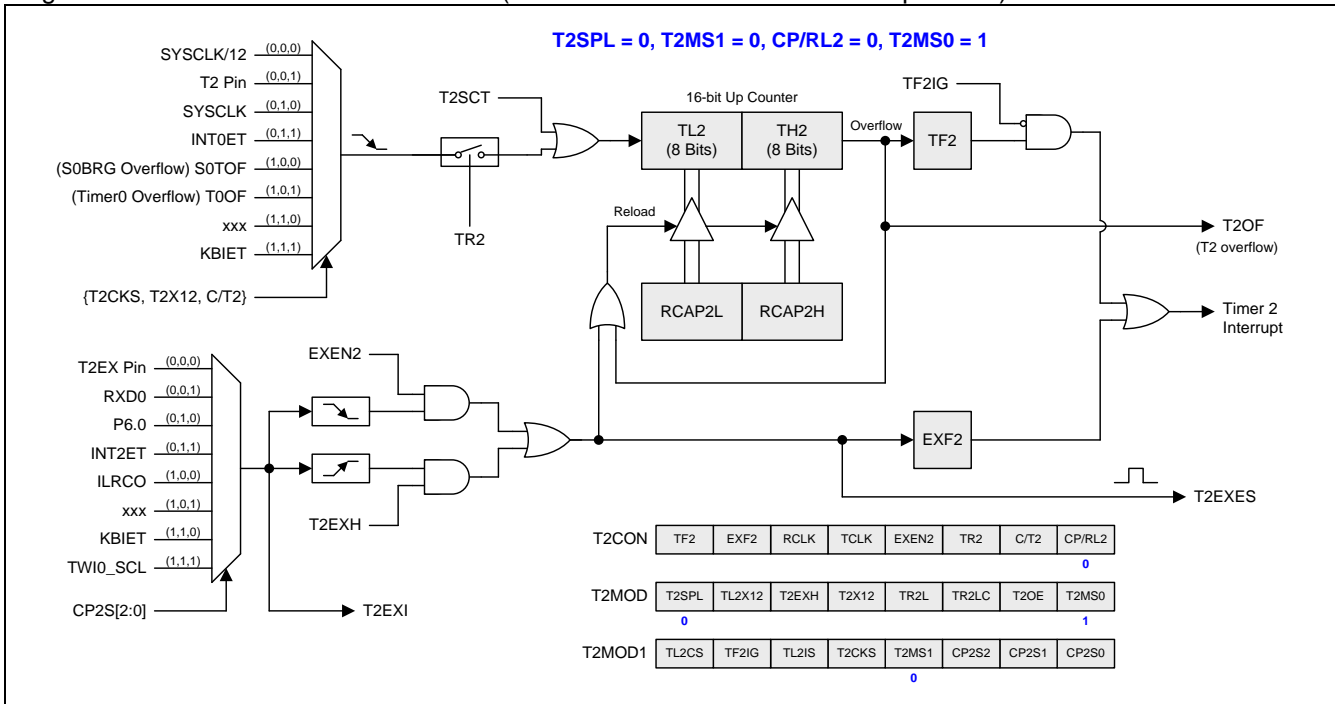 T2SPL = 0, T2MS1 = 0, CP/RL2 = 0, T2MS0 = 1
SYSCLK/12 (0,0,0)
T2 Pin (0,0,1)
SYSCLK (0,1,0)
INT0ET (0,1,1)
(S0BRG Overflow) S0TOF (1,0,0)
(Timer0 Overflow) T0OF (1,0,1)
xxx (1,1,0)
KBIET (1,1,1)
{T2CKS, T2X12, C/T2}
TR2
T2SCT
16-bit Up Counter
TL2
(8 Bits)
TH2
(8 Bits)
Overflow
TF2
TF2IG
Reload
RCAP2L
RCAP2H
T2OF
(T2 overflow)
Timer 2
Interrupt
T2EX Pin (0,0,0)
RXD0 (0,0,1)
P6.0 (0,1,0)
INT2ET (0,1,1)
ILRCO (1,0,0)
xxx (1,0,1)
KBIET (1,1,0)
TWI0_SCL (1,1,1)
CP2S[2:0]
EXEN2
T2EXH
T2EXI
EXF2
T2EXES
T2CON TF2 EXF2 RCLK TCLK EXEN2 TR2 C/T2 CP/RL2
0
T2MOD T2SPL TL2X12 T2EXH T2X12 TR2L TR2LC T2OE T2MS0
0 1
T2MOD1 TL2CS TF2IG TL2IS T2CKS T2MS1 CP2S2 CP2S1 CP2S0
0